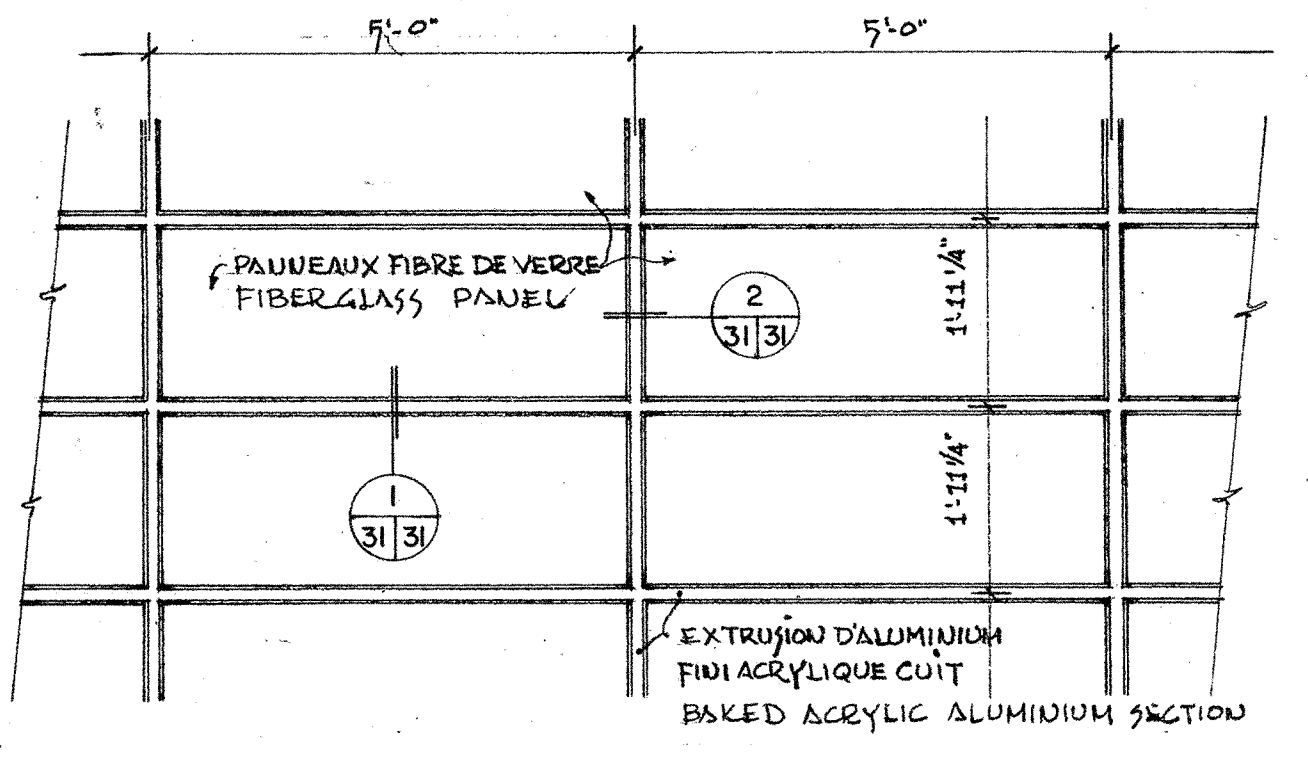 5'-0" 5'-0"
PANNEAUX FIBRE DE VERRE
FIBERGLASS PANEL
2
31 31
1'-11 1/4"
1'-11 1/4"
1
31 31
EXTRUSION D'ALUMINIUM
FINI ACRYLIQUE CUIT
BAKED ACRYLIC ALUMINIUM SECTION